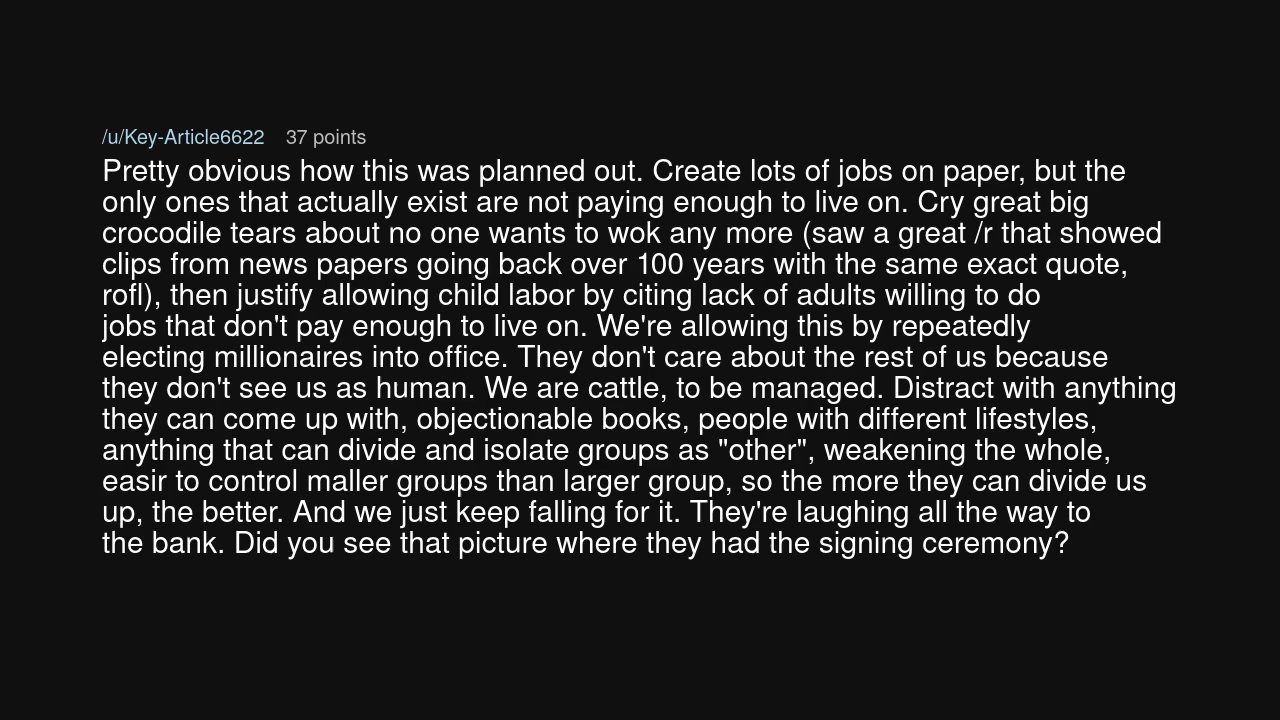 /u/Key-Article6622 37 points
Pretty obvious how this was planned out. Create lots of jobs on paper, but the
only ones that actually exist are not paying enough to live on. Cry great big
crocodile tears about no one wants to wok any more (saw a great /r that showed
clips from news papers going back over 100 years with the same exact quote,
rofl), then justify allowing child labor by citing lack of adults willing to do
jobs that don't pay enough to live on. We're allowing this by repeatedly
electing millionaires into office. They don't care about the rest of us because
they don't see us as human. We are cattle, to be managed. Distract with anything
they can come up with, objectionable books, people with different lifestyles,
anything that can divide and isolate groups as "other", weakening the whole,
easir to control maller groups than larger group, so the more they can divide us
up, the better. And we just keep falling for it. They're laughing all the way to
the bank. Did you see that picture where they had the signing ceremony?